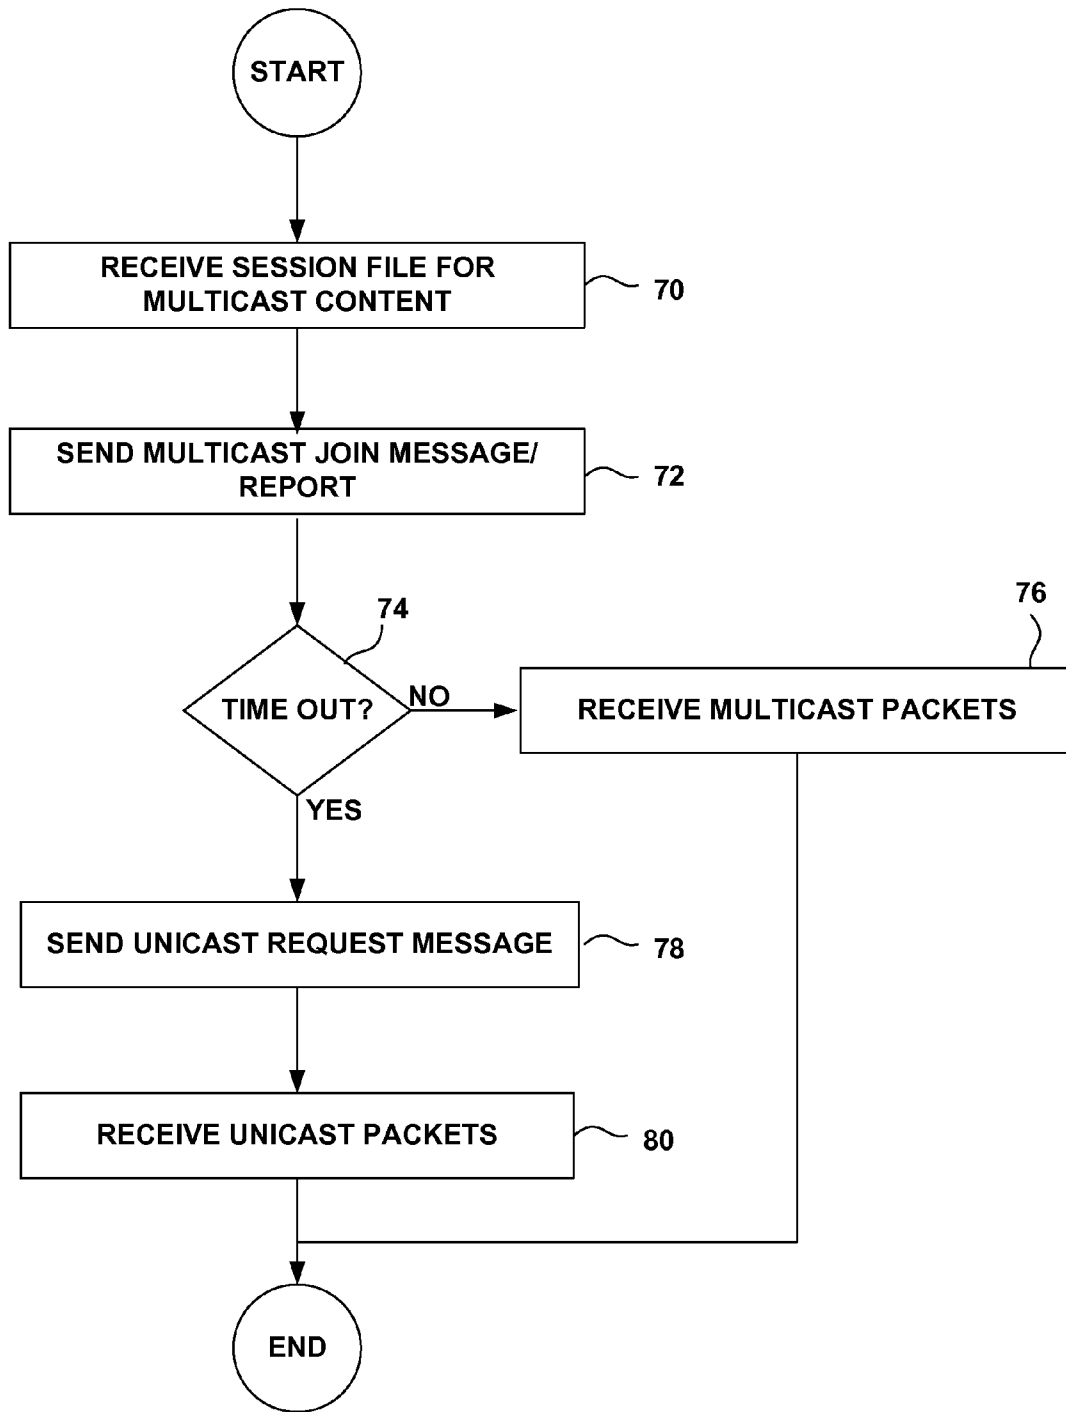 START
RECEIVE SESSION FILE FOR
MULTICAST CONTENT
70
SEND MULTICAST JOIN MESSAGE/
REPORT
72
74
TIME OUT?
NO
76
RECEIVE MULTICAST PACKETS
YES
SEND UNICAST REQUEST MESSAGE
78
RECEIVE UNICAST PACKETS
80
END